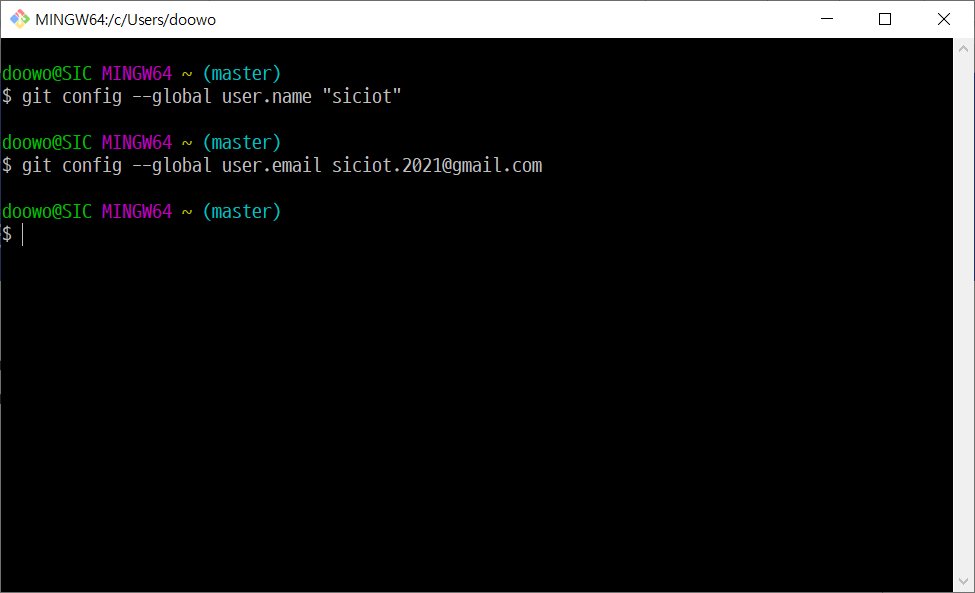 MINGW64:/c/Users/doowo
doowo@SIC MINGW64 ~ (master)
$ git config --global user.name "siciot"
doowo@SIC MINGW64 ~ (master)
$ git config --global user.email siciot.2021@gmail.com
doowo@SIC MINGW64 ~ (master)
$